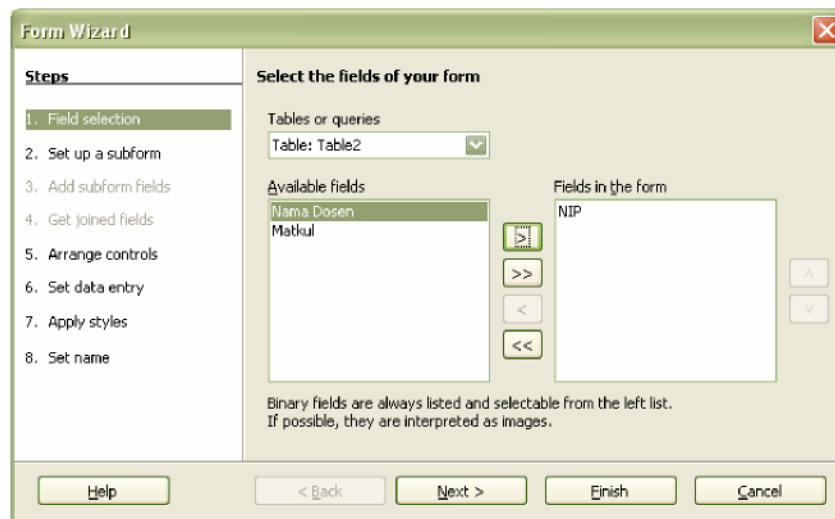 Form Wizard
Steps
1. Field selection
2. Set up a subform
3. Add subform fields
4. Get joined fields
5. Arrange controls
6. Set data entry
7. Apply styles
8. Set name
Select the fields of your form
Tables or queries
Table: Table2
Available fields
Nama Dosen
Matkul
>
>>
<
<<
Fields in the form
NIP
Binary fields are always listed and selectable from the left list.
If possible, they are interpreted as images.
Help
< Back
Next >
Finish
Cancel